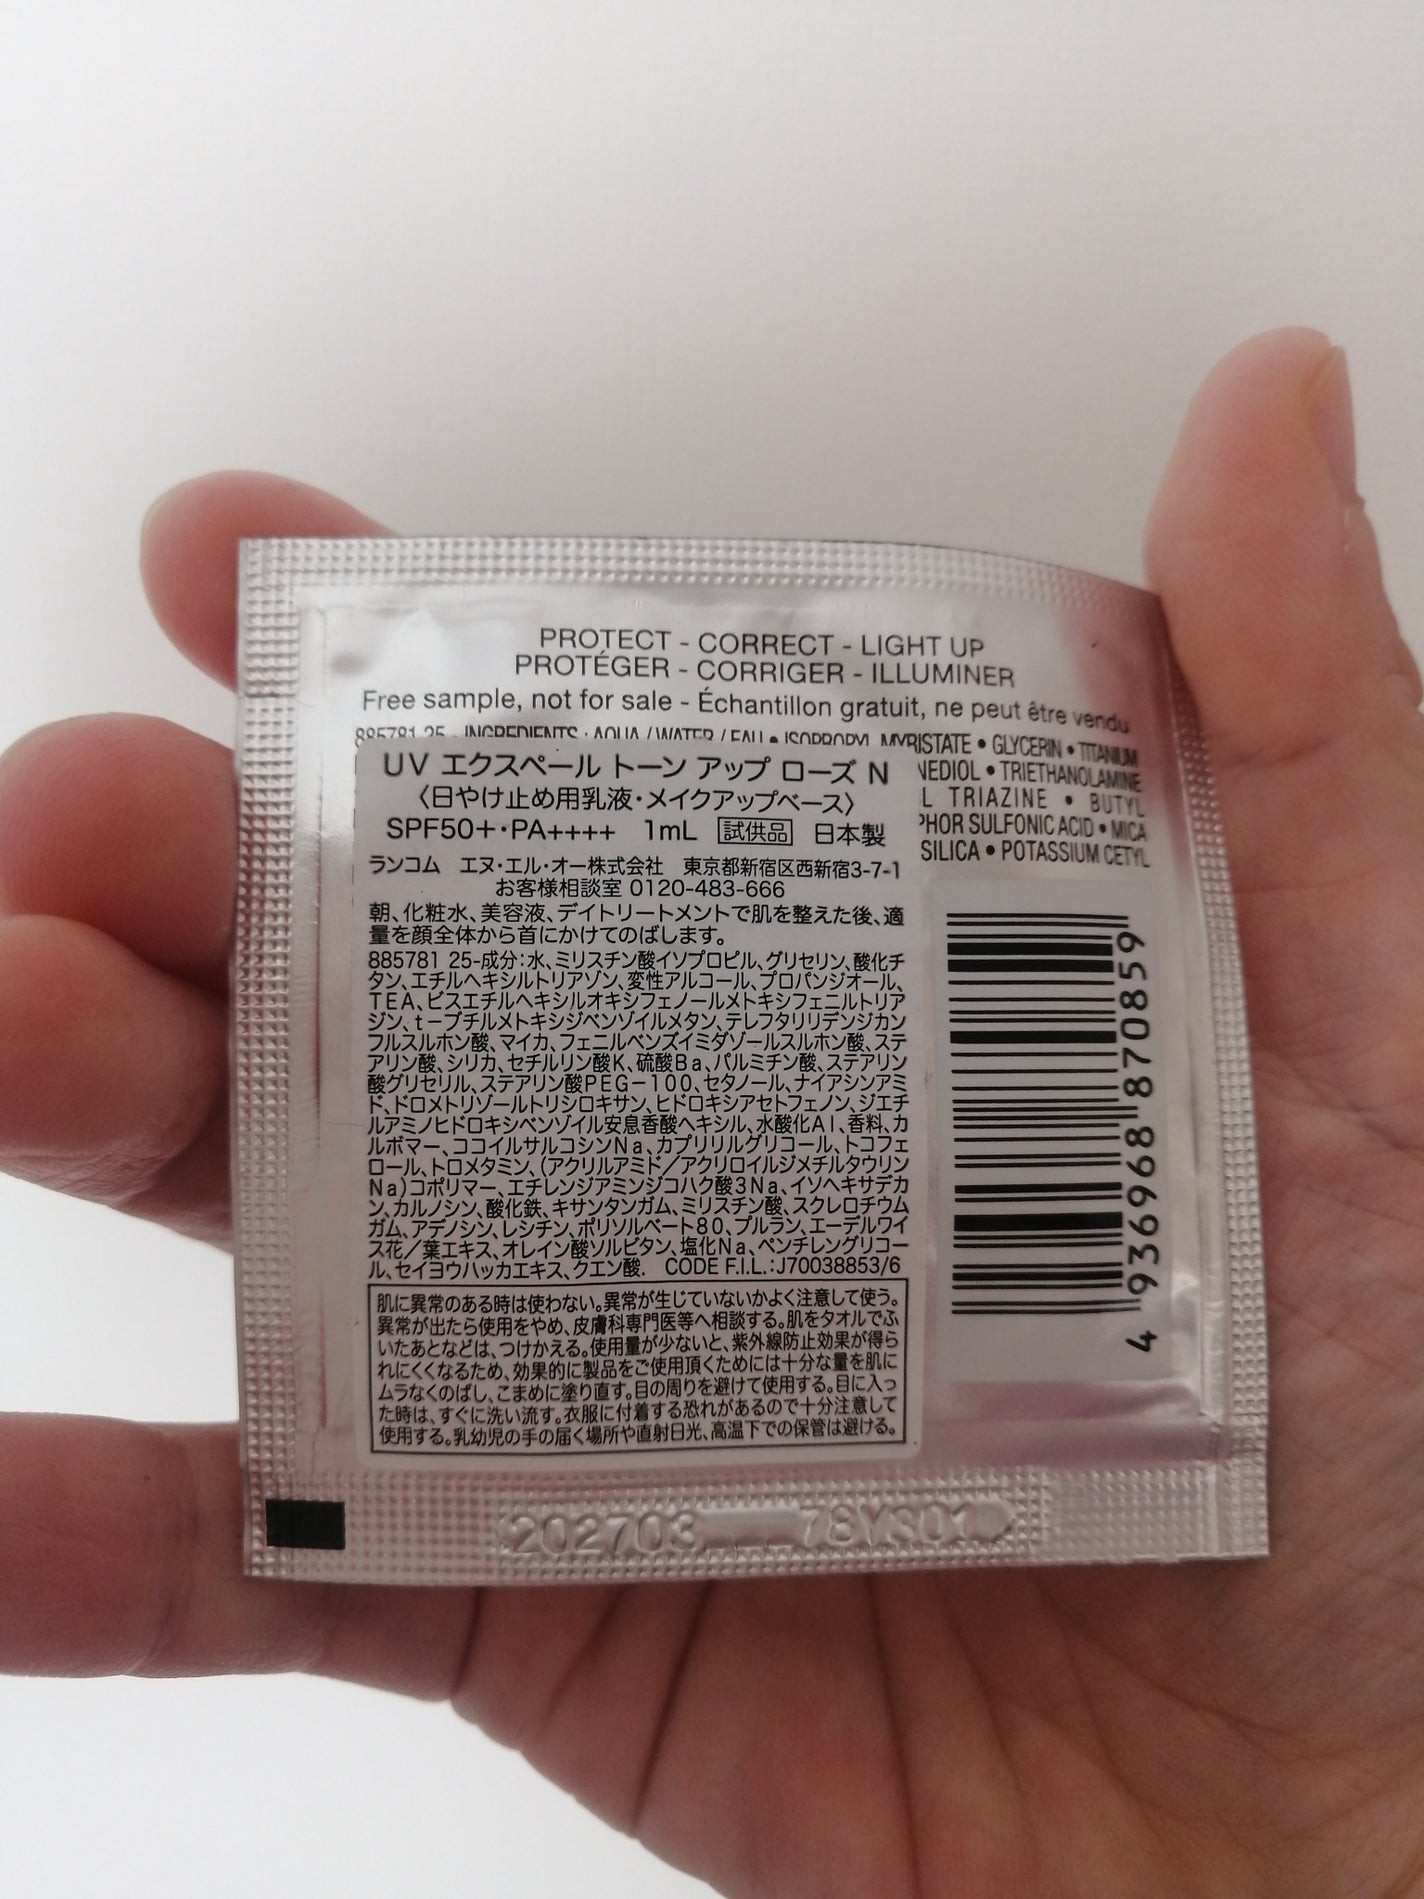 PROTECT - CORRECT - LIGHT UP
PROTÉGER - CORRIGER - ILLUMINER
Free sample, not for sale - Échantillon gratuit, ne peut être vendu
885781 25 - INGREDIENTS : AQUA / WATER / EAU • ISOPROPYL MYRISTATE • GLYCERIN • TITANIUM
NEDIOL • TRIETHANOLAMINE
L TRIAZINE • BUTYL
PHOR SULFONIC ACID • MICA
SILICA • POTASSIUM CETYL
UV エクスペール トーン アップ ローズ N
〈日やけ止め用乳液・メイクアップベース〉
SPF50+・PA++++ 1mL 試供品 日本製
ランコム エヌ・エル・オー株式会社 東京都新宿区西新宿3-7-1
お客様相談室 0120-483-666
朝、化粧水、美容液、デイトリートメントで肌を整えた後、適
量を顔全体から首にかけてのばします。
885781 25-成分:水、ミリスチン酸イソプロピル、グリセリン、酸化チ
タン、エチルヘキシルトリアゾン、変性アルコール、プロパンジオール、
TEA、ビスエチルヘキシルオキシフェノールメトキシフェニルトリア
ジン、t-ブチルメトキシジベンゾイルメタン、テレフタリリデンジカン
フルスルホン酸、マイカ、フェニルベンズイミダゾールスルホン酸、ステ
アリン酸、シリカ、セチルリン酸K、硫酸Ba、パルミチン酸、ステアリン
酸グリセリル、ステアリン酸PEG-100、セタノール、ナイアシンアミ
ド、ドロメトリゾールトリシロキサン、ヒドロキシアセトフェノン、ジエチ
ルアミノヒドロキシベンゾイル安息香酸ヘキシル、水酸化Al、香料、カ
ルボマー、ココイルサルコシンNa、カプリリルグリコール、トコフェ
ロール、トロメタミン、(アクリルアミド/アクリロイルジメチルタウリン
Na)コポリマー、エチレンジアミンジコハク酸3Na、イソヘキサデカ
ン、カルノシン、酸化鉄、キサンタンガム、ミリスチン酸、スクレロチウム
ガム、アデノシン、レシチン、ポリソルベート80、プルラン、エーデルワイ
ス花/葉エキス、オレイン酸ソルビタン、塩化Na、ペンチレングリコー
ル、セイヨウハッカエキス、クエン酸. CODE F.I.L.:J70038853/6
肌に異常のある時は使わない。異常が生じていないかよく注意して使う。
異常が出たら使用をやめ、皮膚科専門医等へ相談する。肌をタオルでふ
いたあとなどは、つけかえる。使用量が少ないと、紫外線防止効果が得ら
れにくくなるため、効果的に製品をご使用頂くためには十分な量を肌に
ムラなくのばし、こまめに塗り直す。目の周りを避けて使用する。目に入っ
た時は、すぐに洗い流す。衣服に付着する恐れがあるので十分注意して
使用する。乳幼児の手の届く場所や直射日光、高温下での保管は避ける。
4 936968 870859
202703 78YS01